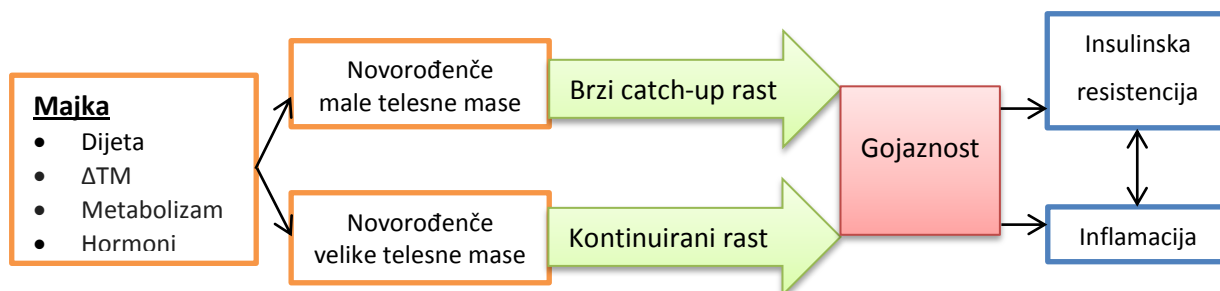 Majka
• Dijeta
• ΔTM
• Metabolizam
• Hormoni
Novorođenče
male telesne mase
Novorođenče
velike telesne mase
Brzi catch-up rast
Kontinuirani rast
Gojaznost
Insulinska
resistencija
Inflamacija